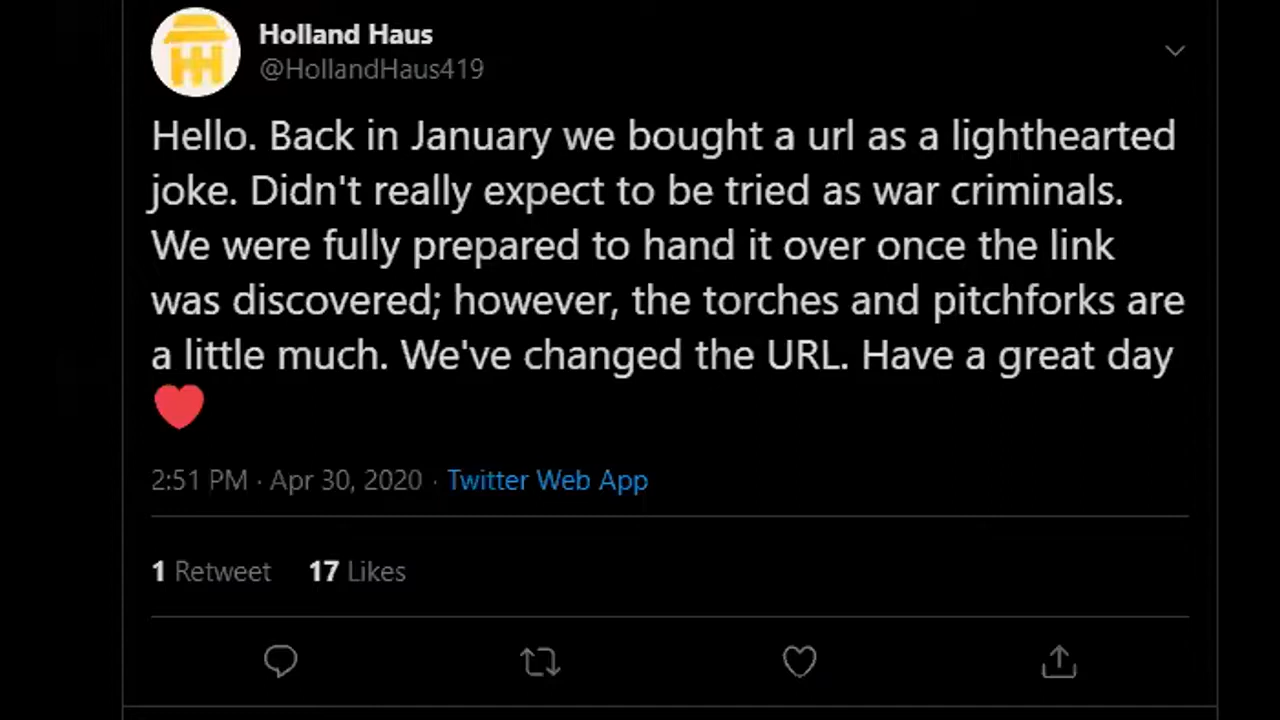 Holland Haus
@HollandHaus419
Hello. Back in January we bought a url as a lighthearted
joke. Didn't really expect to be tried as war criminals.
We were fully prepared to hand it over once the link
was discovered; however, the torches and pitchforks are
a little much. We've changed the URL. Have a great day
❤️
2:51 PM · Apr 30, 2020 · Twitter Web App
1 Retweet 17 Likes